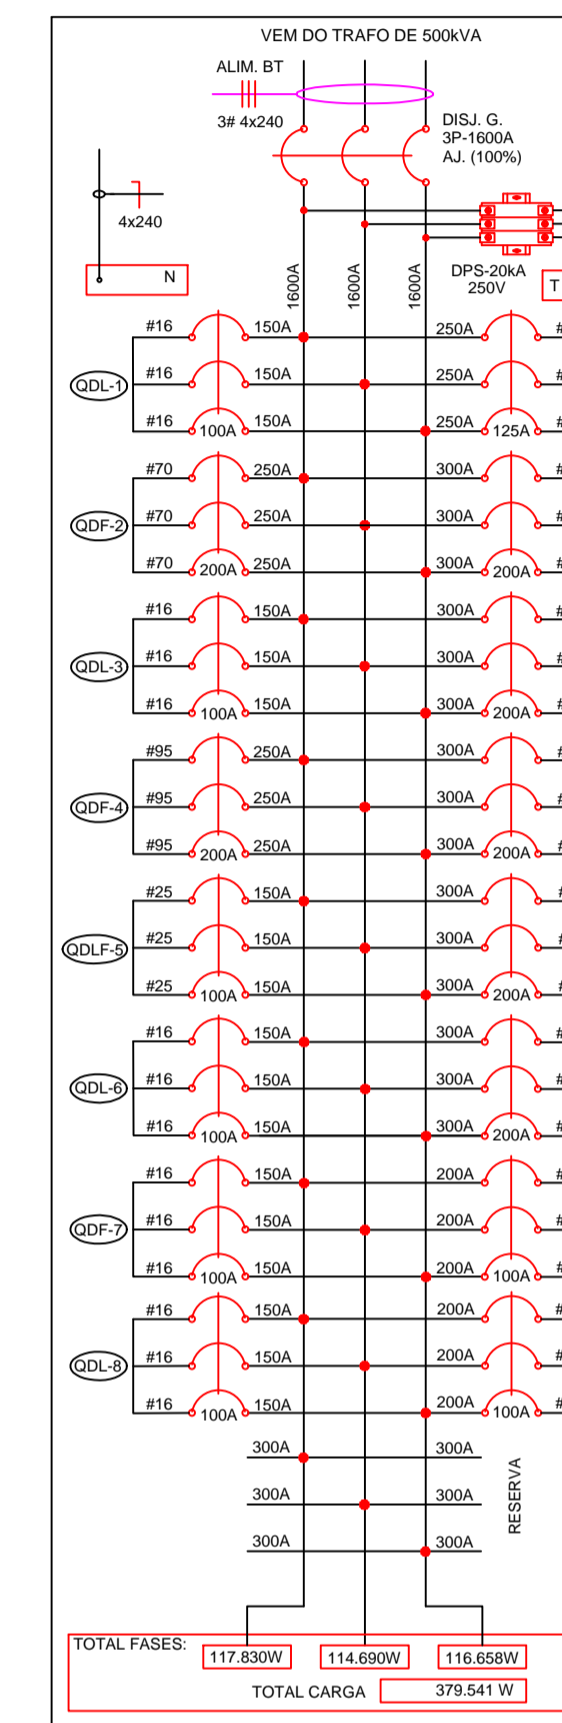 VEM DO TRAFO DE 500kVA
ALIM. BT
3# 4x240
DISJ. G.
3P-1600A
AJ. (100%)
4x240
N
1600A 1600A 1600A
DPS-20kA
250V
T
#16 150A 250A #
QDL-1 #16 150A 250A #
#16 100A 150A 250A 125A #
#70 250A 300A #
QDF-2 #70 250A 300A #
#70 200A 250A 300A 200A #
#16 150A 300A #
QDL-3 #16 150A 300A #
#16 100A 150A 300A 200A #
#95 250A 300A #
QDF-4 #95 250A 300A #
#95 200A 250A 300A 200A #
#25 150A 300A #
QDLF-5 #25 150A 300A #
#25 100A 150A 300A 200A #
#16 150A 300A #
QDL-6 #16 150A 300A #
#16 100A 150A 300A 200A #
#16 150A 200A #
QDF-7 #16 150A 200A #
#16 100A 150A 200A 100A #
#16 150A 200A #
QDL-8 #16 150A 200A #
#16 100A 150A 200A 100A #
300A 300A
300A 300A
300A 300A
RESERVA
TOTAL FASES:
117.830W 114.690W 116.658W
TOTAL CARGA 379.541 W